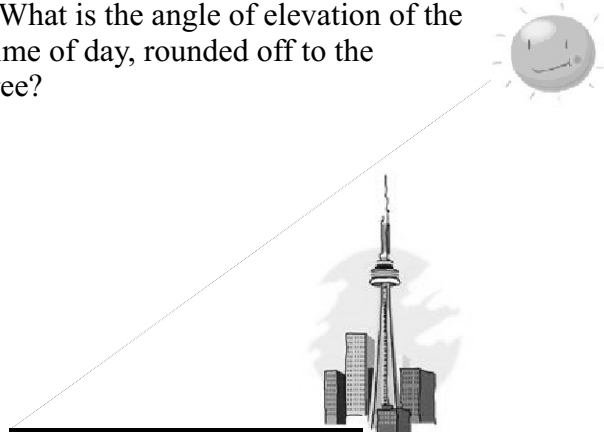 What is the angle of elevation of the
me of day, rounded off to the
ee?